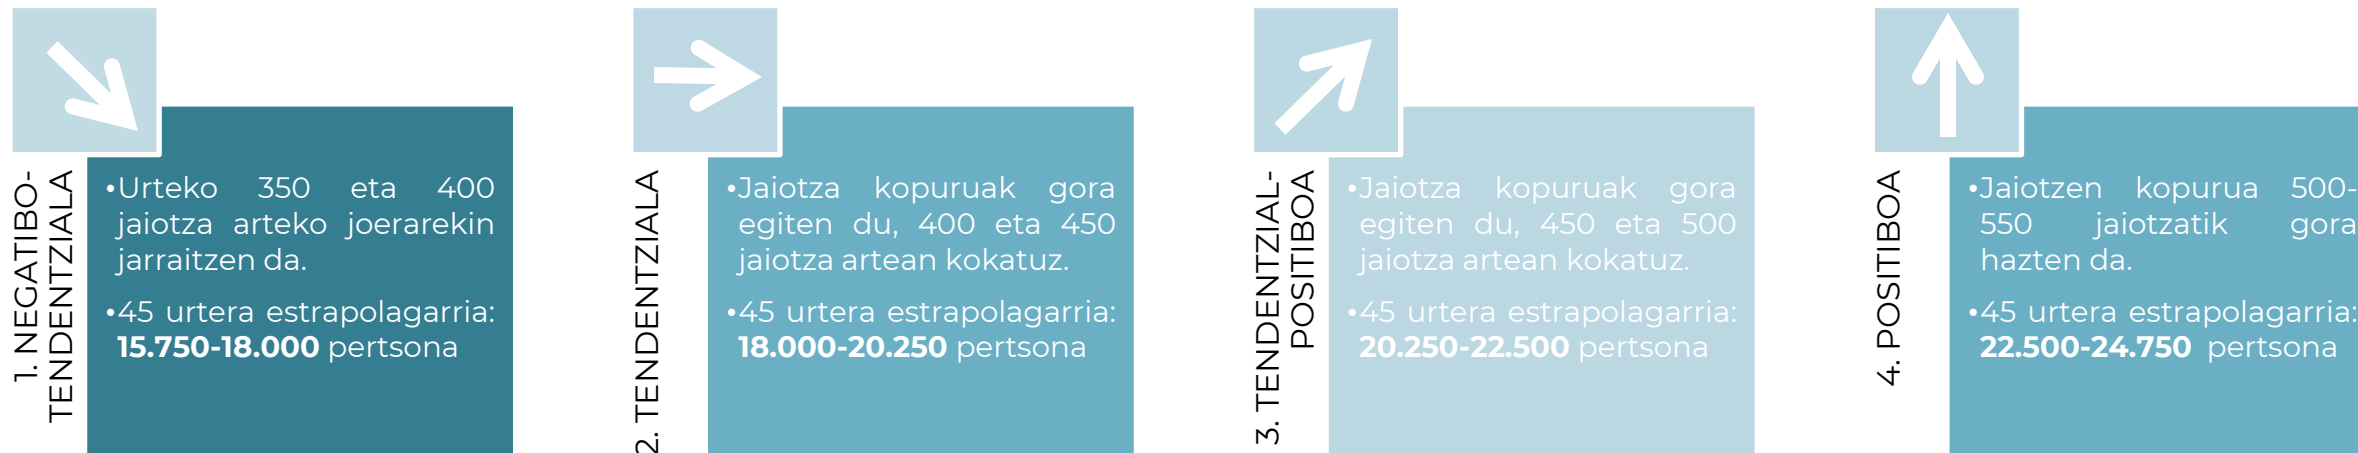 1. NEGATIBO-
TENDENTZIALA
•Urteko 350 eta 400
jaiotza arteko joerarekin
jarraitzen da.
•45 urtera estrapolagarria:
15.750-18.000 pertsona
2. TENDENTZIALA
•Jaiotza kopuruak gora
egiten du, 400 eta 450
jaiotza artean kokatuz.
•45 urtera estrapolagarria:
18.000-20.250 pertsona
3. TENDENTZIAL-
POSITIBOA
•Jaiotza kopuruak gora
egiten du, 450 eta 500
jaiotza artean kokatuz.
•45 urtera estrapolagarria:
20.250-22.500 pertsona
4. POSITIBOA
•Jaiotzen kopurua 500-
550 jaiotzatik gora
hazten da.
•45 urtera estrapolagarria:
22.500-24.750 pertsona